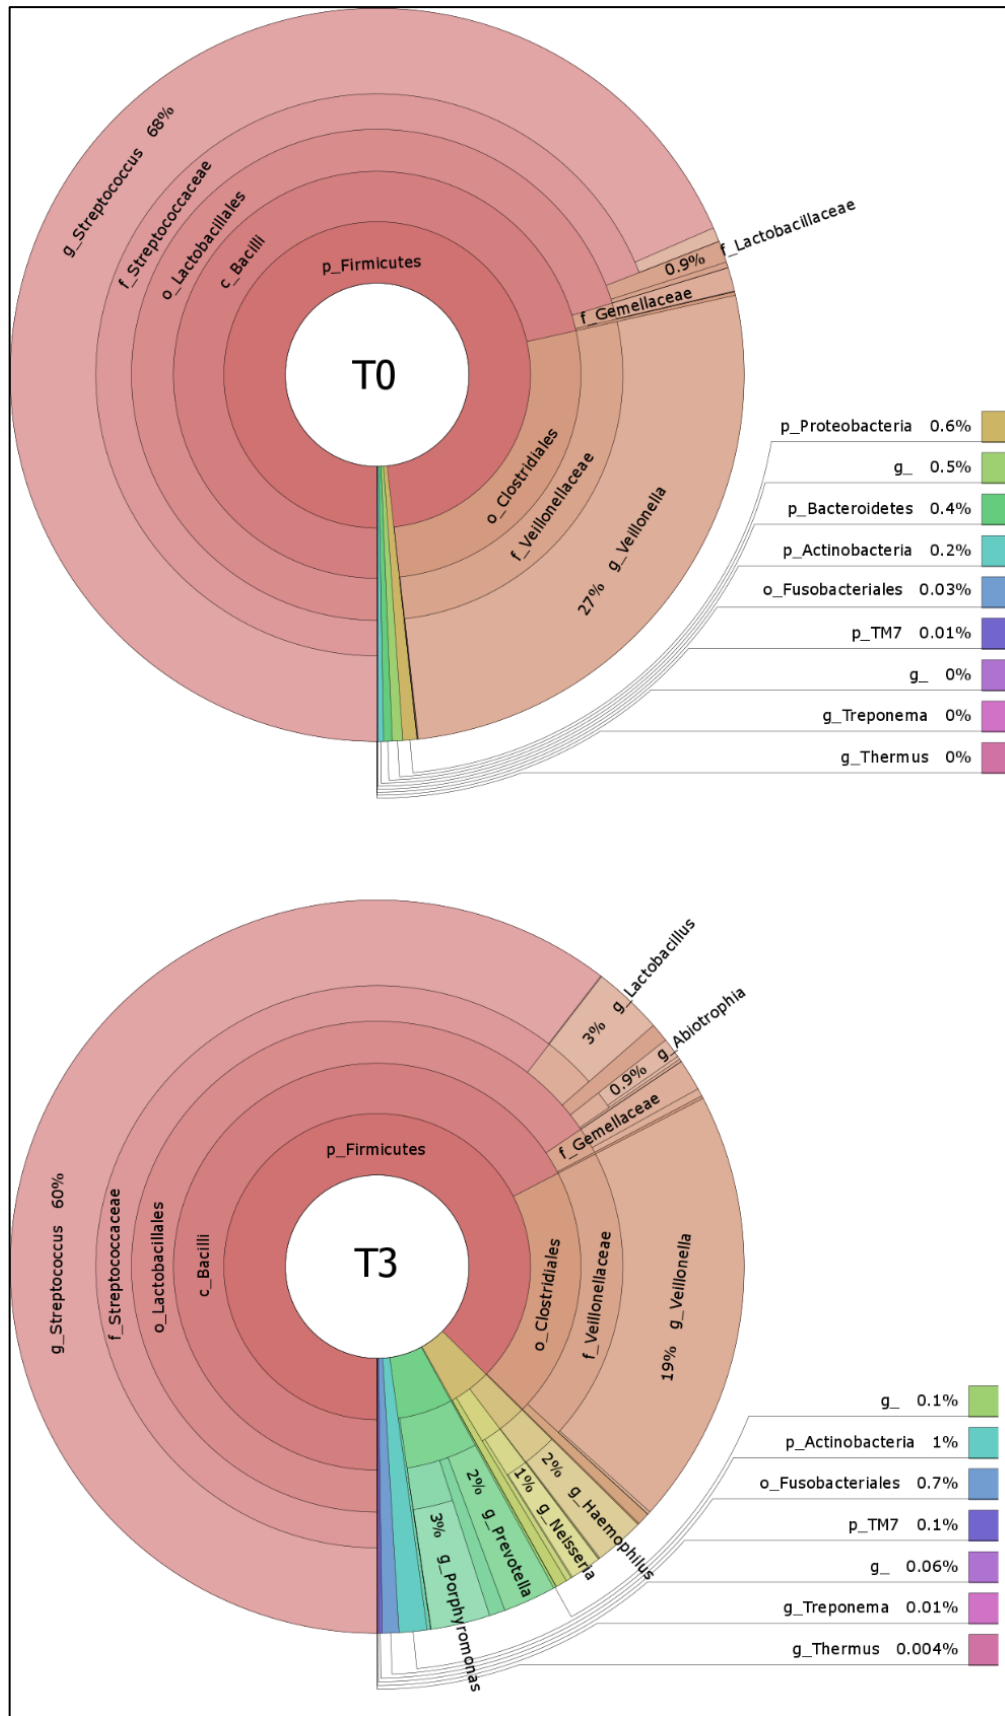 g_Streptococcus 68%
f_Streptococcaceae
o_Lactobacillales
c_Bacilli
p_Firmicutes
T0
f_Lactobacillaceae
0.9%
f_Gemellaceae
o_Clostridiales
f_Veillonellaceae
27% g_Veillonella
p_Proteobacteria 0.6%
g_ 0.5%
p_Bacteroidetes 0.4%
p_Actinobacteria 0.2%
o_Fusobacteriales 0.03%
p_TM7 0.01%
g_ 0%
g_Treponema 0%
g_Thermus 0%
g_Streptococcus 60%
f_Streptococcaceae
o_Lactobacillales
c_Bacilli
p_Firmicutes
T3
3% g_Lactobacillus
0.9% g_Abiotrophia
f_Gemellaceae
o_Clostridiales
f_Veillonellaceae
19% g_Veillonella
2% g_Haemophilus
1% g_Neisseria
2% g_Prevotella
3% g_Porphyromonas
g_ 0.1%
p_Actinobacteria 1%
o_Fusobacteriales 0.7%
p_TM7 0.1%
g_ 0.06%
g_Treponema 0.01%
g_Thermus 0.004%